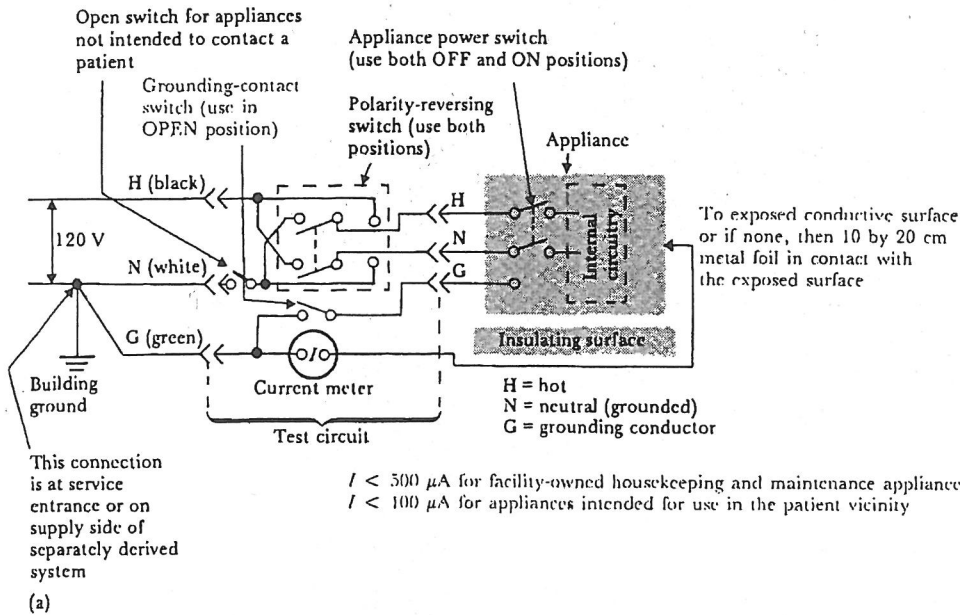 Open switch for appliances
not intended to contact a
patient
Grounding-contact
switch (use in
OPEN position)
Appliance power switch
(use both OFF and ON positions)
Polarity-reversing
switch (use both
positions)
Appliance
H (black)
H
120 V
N
N (white)
G
Internal
circuitry
To exposed conductive surface
or if none, then 10 by 20 cm
metal foil in contact with
the exposed surface
G (green)
I
Insulating surface
Building
ground
Current meter
H = hot
N = neutral (grounded)
G = grounding conductor
Test circuit
This connection
is at service
entrance or on
supply side of
separately derived
system
I < 500 μA for facility-owned housekeeping and maintenance appliance
I < 100 μA for appliances intended for use in the patient vicinity
(a)